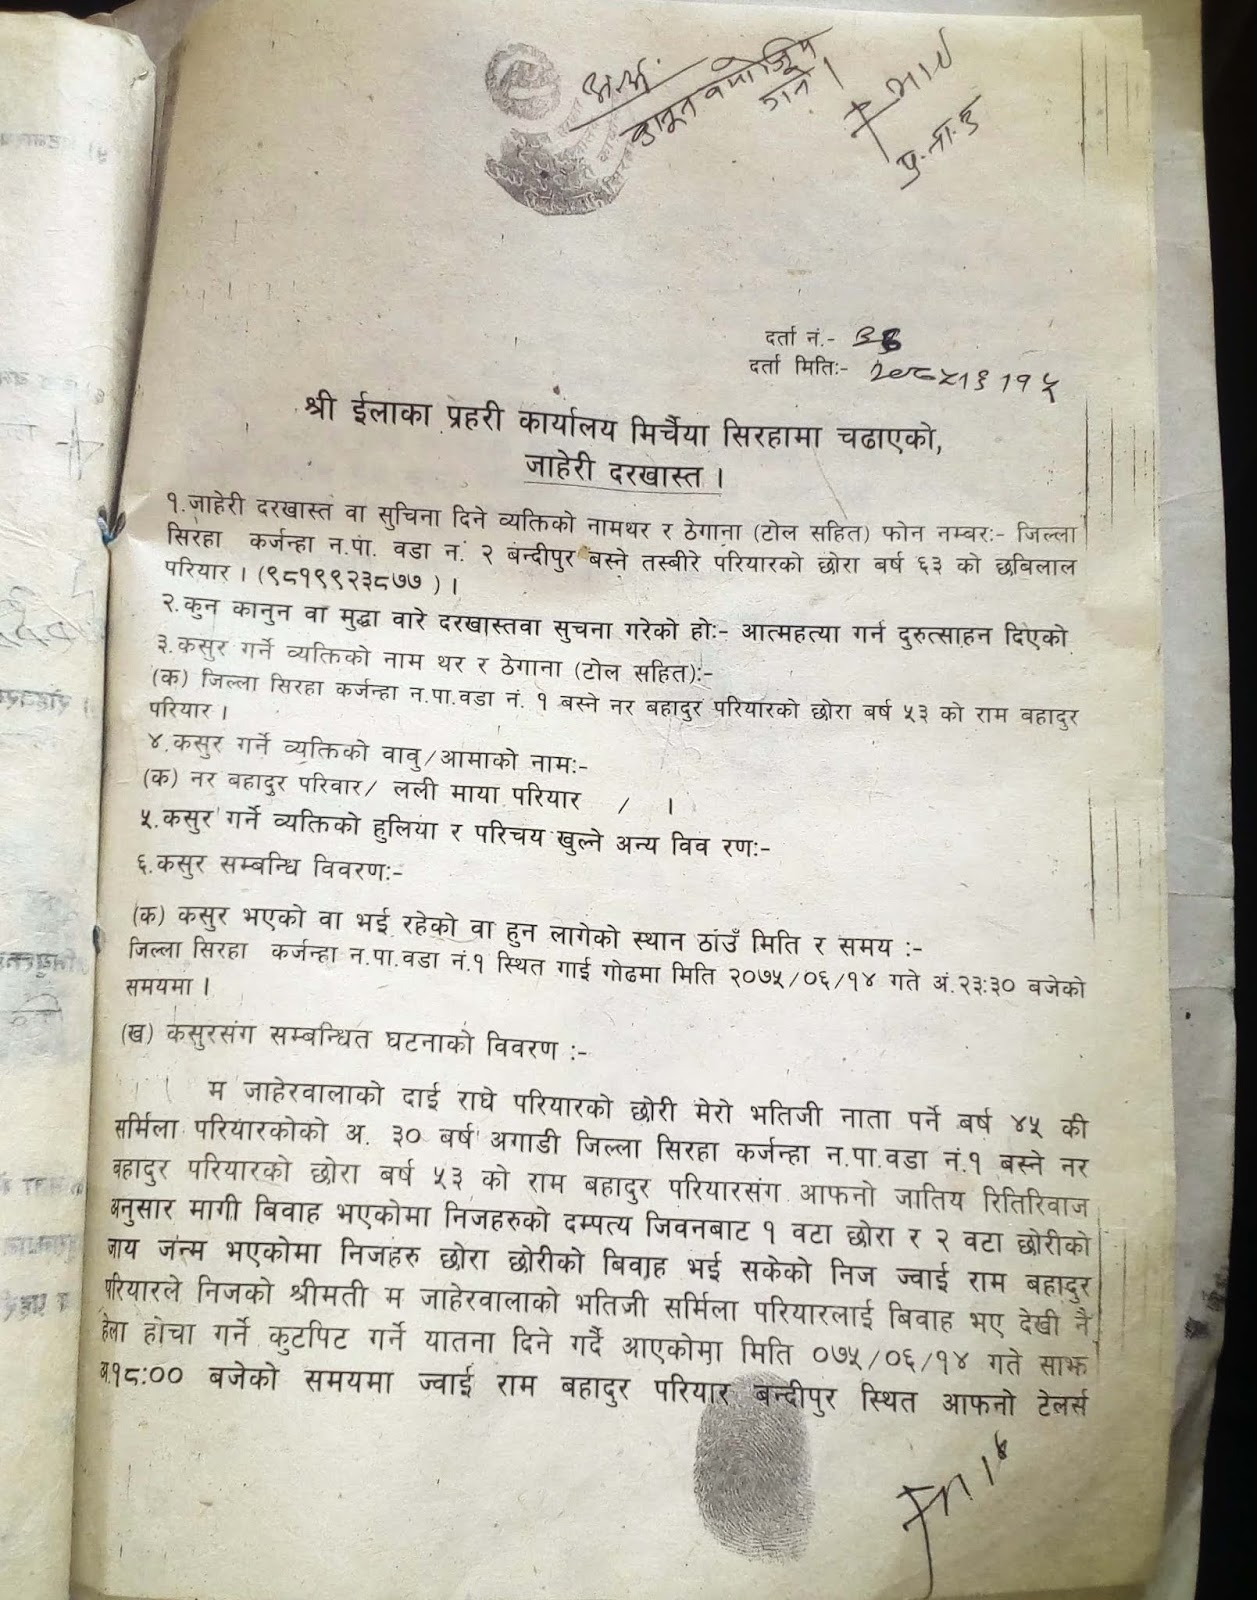 कानून बमोजिम
गर्ने ।
प्र.ना.उ
दर्ता नं.-
दर्ता मितिः-
श्री ईलाका प्रहरी कार्यालय मिर्चैया सिरहामा चढाएको,
जाहेरी दरखास्त ।
१.जाहेरी दरखास्त वा सुचिना दिने व्यक्तिको नामथर र ठेगाना (टोल सहित) फोन नम्बरः- जिल्ला
सिरहा कर्जन्हा न.पा. वडा नं. २ बन्दीपुर बस्ने तस्बीरे परियारको छोरा बर्ष ६३ को छविलाल
परियार । (९८१९९२३८७७ ) ।
२.कुन कानुन वा मुद्धा वारे दरखास्तवा सुचना गरेको होः- आत्महत्या गर्न दुरुत्साहन दिएको
३.कसुर गर्ने व्यक्तिको नाम थर र ठेगाना (टोल सहित):-
(क) जिल्ला सिरहा कर्जन्हा न.पा.वडा नं. १ बस्ने नर बहादुर परियारको छोरा बर्ष ५३ को राम बहादुर
परियार ।
४.कसुर गर्ने व्यक्तिको वावु/आमाको नामः-
(क) नर बहादुर परिवार/ लली माया परियार / ।
५.कसुर गर्ने व्यक्तिको हुलिया र परिचय खुल्ने अन्य विव रणः-
६.कसुर सम्बन्धि विवरणः-
(क) कसुर भएको वा भई रहेको वा हुन लागेको स्थान ठांउँ मिति र समय :-
जिल्ला सिरहा कर्जन्हा न.पा.वडा नं.१ स्थित गाई गोढमा मिति २०७५/०६/१४ गते अं.२३:३० बजेको
समयमा ।
(ख) कसुरसंग सम्बन्धित घटनाको विवरण :-
म जाहेरवालाको दाई राघे परियारको छोरी मेरो भतिजी नाता पर्ने बर्ष ४५ की
सर्मिला परियारकोको अ. ३० बर्ष अगाडी जिल्ला सिरहा कर्जन्हा न.पा.वडा नं.१ बस्ने नर
बहादुर परियारको छोरा बर्ष ५३ को राम बहादुर परियारसंग आफनो जातिय रितिरिवाज
अनुसार मागी बिवाह भएकोमा निजहरुको दम्पत्य जिवनबाट १ वटा छोरा र २ वटा छोरीको
जाय जन्म भएकोमा निजहरु छोरा छोरीको बिवाह भई सकेको निज ज्वाई राम बहादुर
परियारले निजको श्रीमती म जाहेरवालाको भतिजी सर्मिला परियारलाई बिवाह भए देखी नै
हेला होचा गर्ने कुटपिट गर्ने यातना दिने गर्दै आएकोमा मिति ०७५/०६/१४ गते साझ
अ.१८:०० बजेको समयमा ज्वाई राम बहादुर परियार बन्दीपुर स्थित आफनो टेलर्स